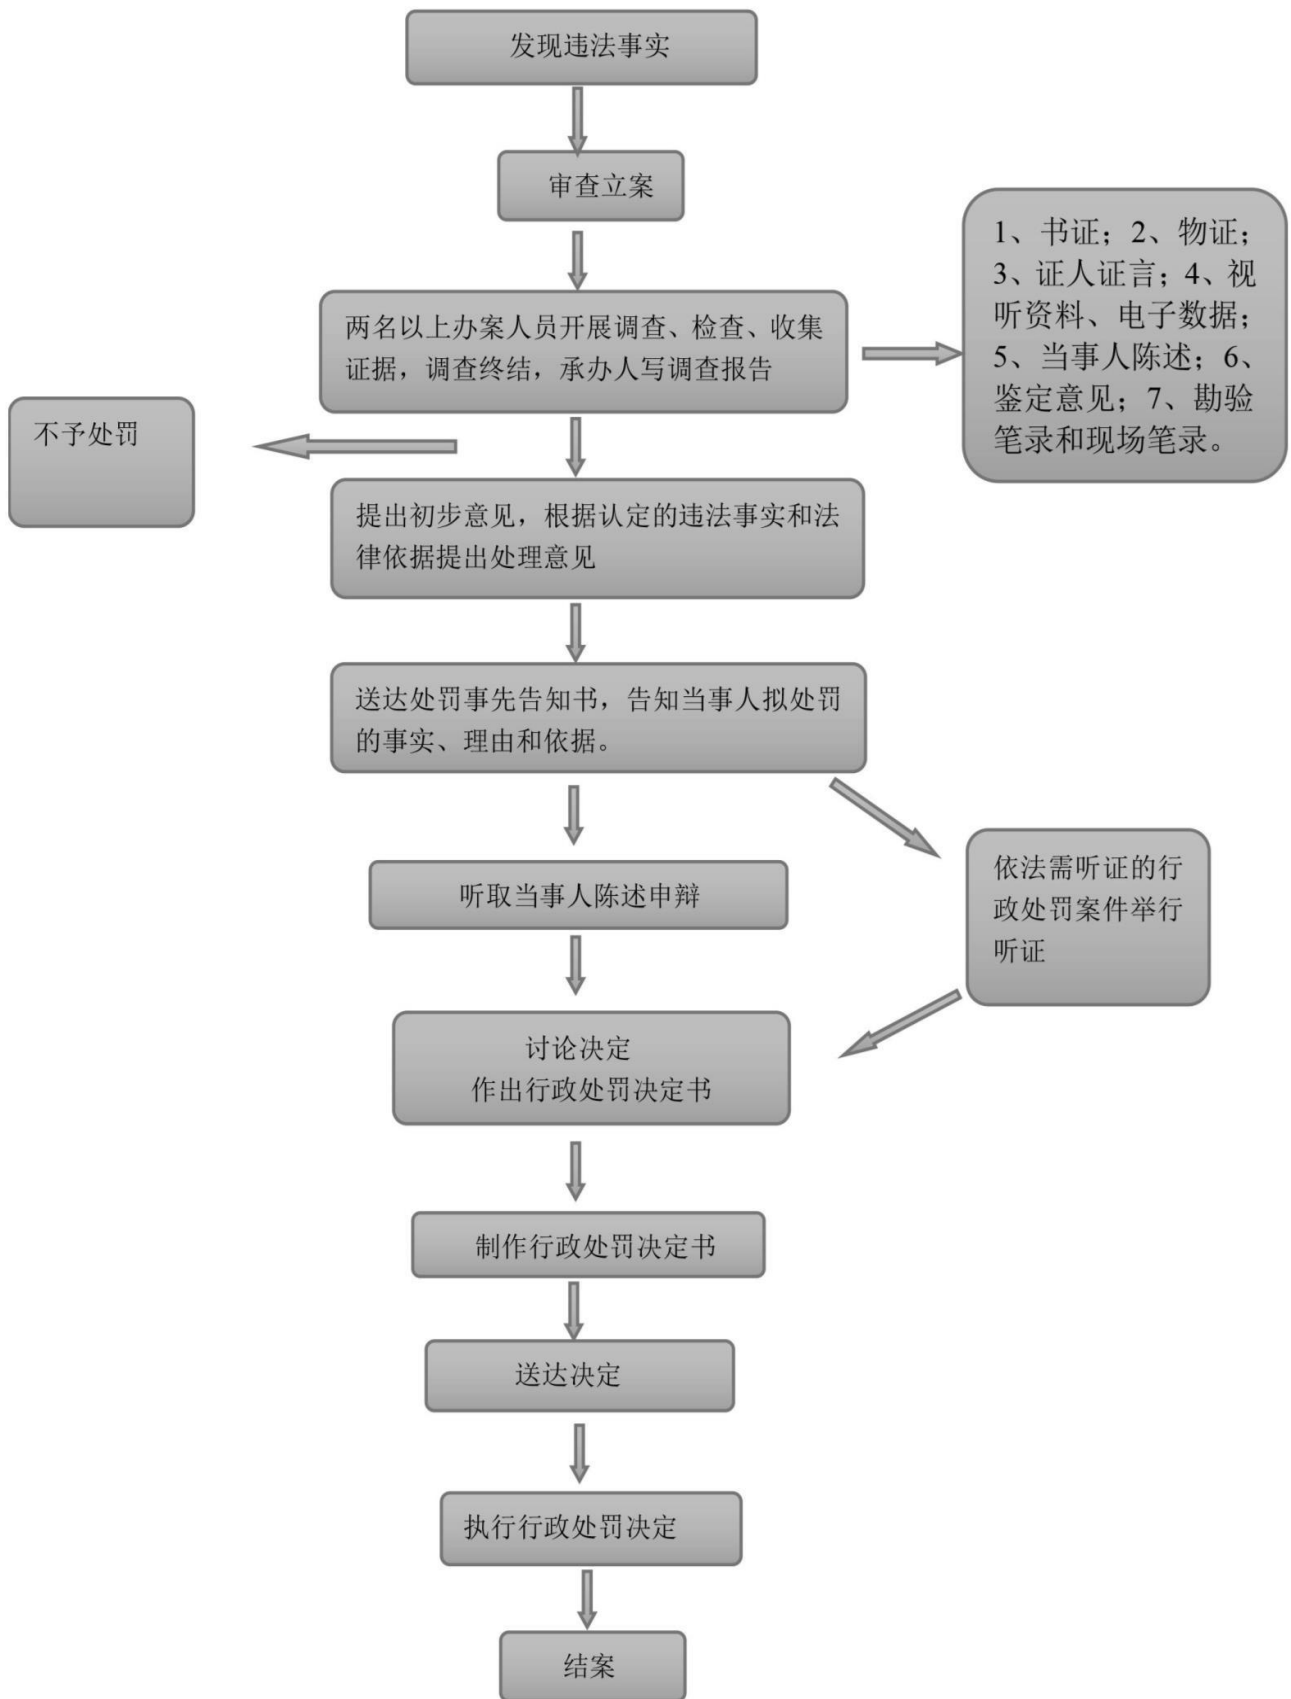 发现违法事实
审查立案
两名以上办案人员开展调查、检查、收集
证据，调查终结，承办人写调查报告
1、书证；2、物证；
3、证人证言；4、视
听资料、电子数据；
5、当事人陈述；6、
鉴定意见；7、勘验
笔录和现场笔录。
不予处罚
提出初步意见，根据认定的违法事实和法
律依据提出处理意见
送达处罚事先告知书，告知当事人拟处罚
的事实、理由和依据。
听取当事人陈述申辩
依法需听证的行
政处罚案件举行
听证
讨论决定
作出行政处罚决定书
制作行政处罚决定书
送达决定
执行行政处罚决定
结案